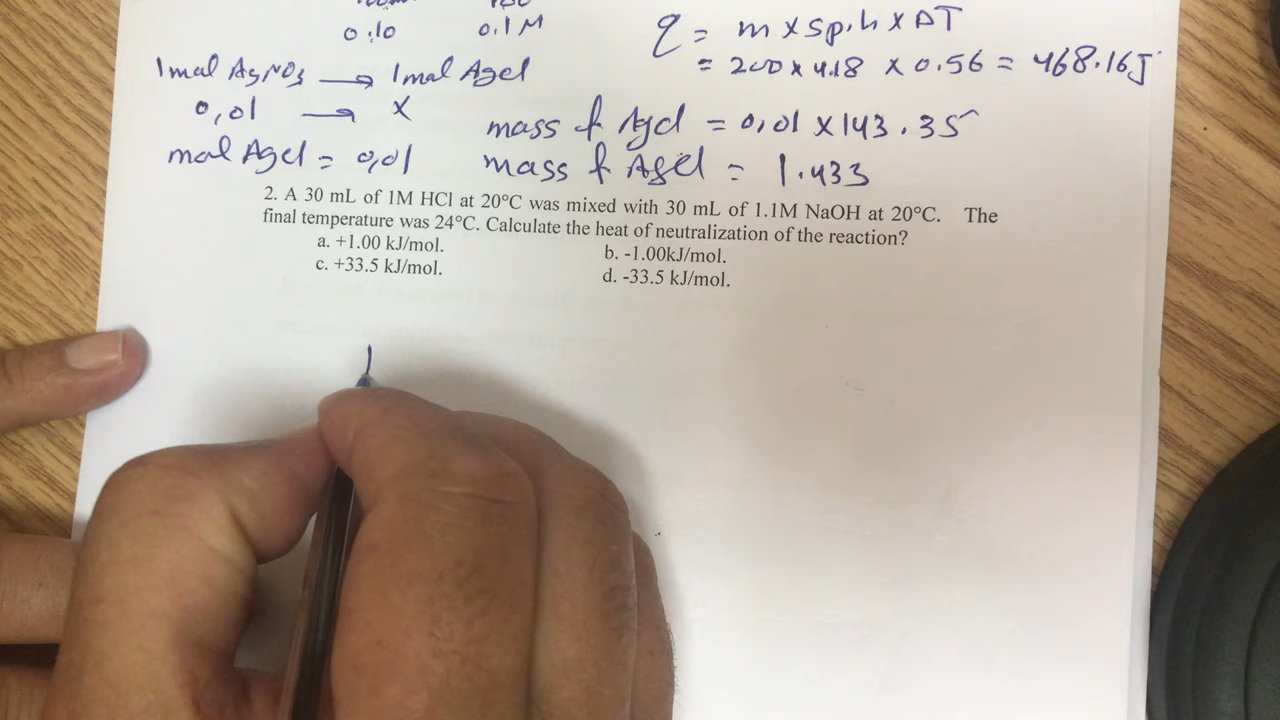 0.10 0.1M
q = m x sp.h x ΔT
1mol AgNO3 → 1mol Agcl
= 200 x 4.18 x 0.56 = 468.16J
0,01 → x
mass of Agcl = 0,01 x 143.35
mol Agcl = 0,01
mass of Agcl = 1.433
2. A 30 mL of 1M HCl at 20°C was mixed with 30 mL of 1.1M NaOH at 20°C. The
final temperature was 24°C. Calculate the heat of neutralization of the reaction?
a. +1.00 kJ/mol. b. -1.00kJ/mol.
c. +33.5 kJ/mol. d. -33.5 kJ/mol.